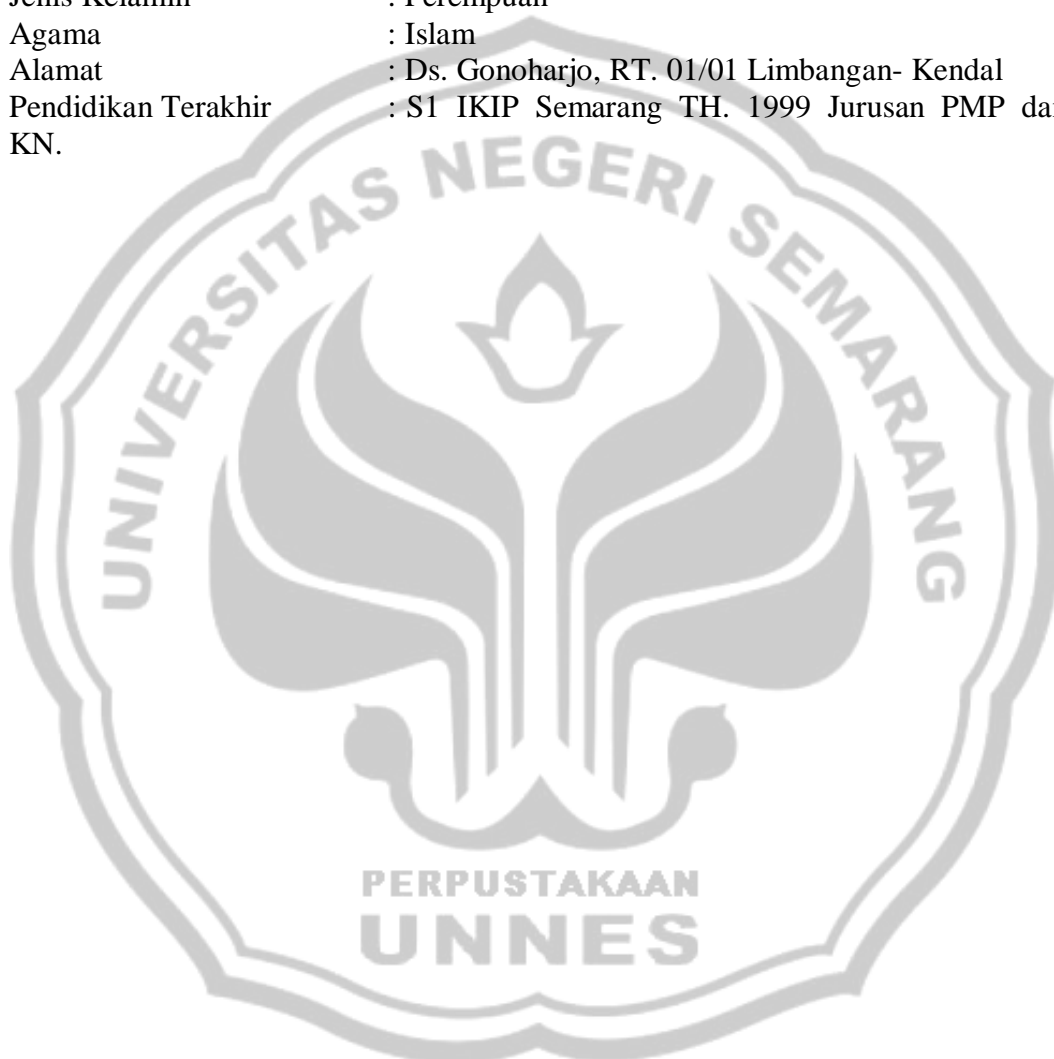 Jenis Kelamin : Perempuan
Agama : Islam
Alamat : Ds. Gonoharjo, RT. 01/01 Limbangan- Kendal
Pendidikan Terakhir : S1 IKIP Semarang TH. 1999 Jurusan PMP dan
KN.
UNIVERSITAS NEGERI SEMARANG
PERPUSTAKAAN
UNNES